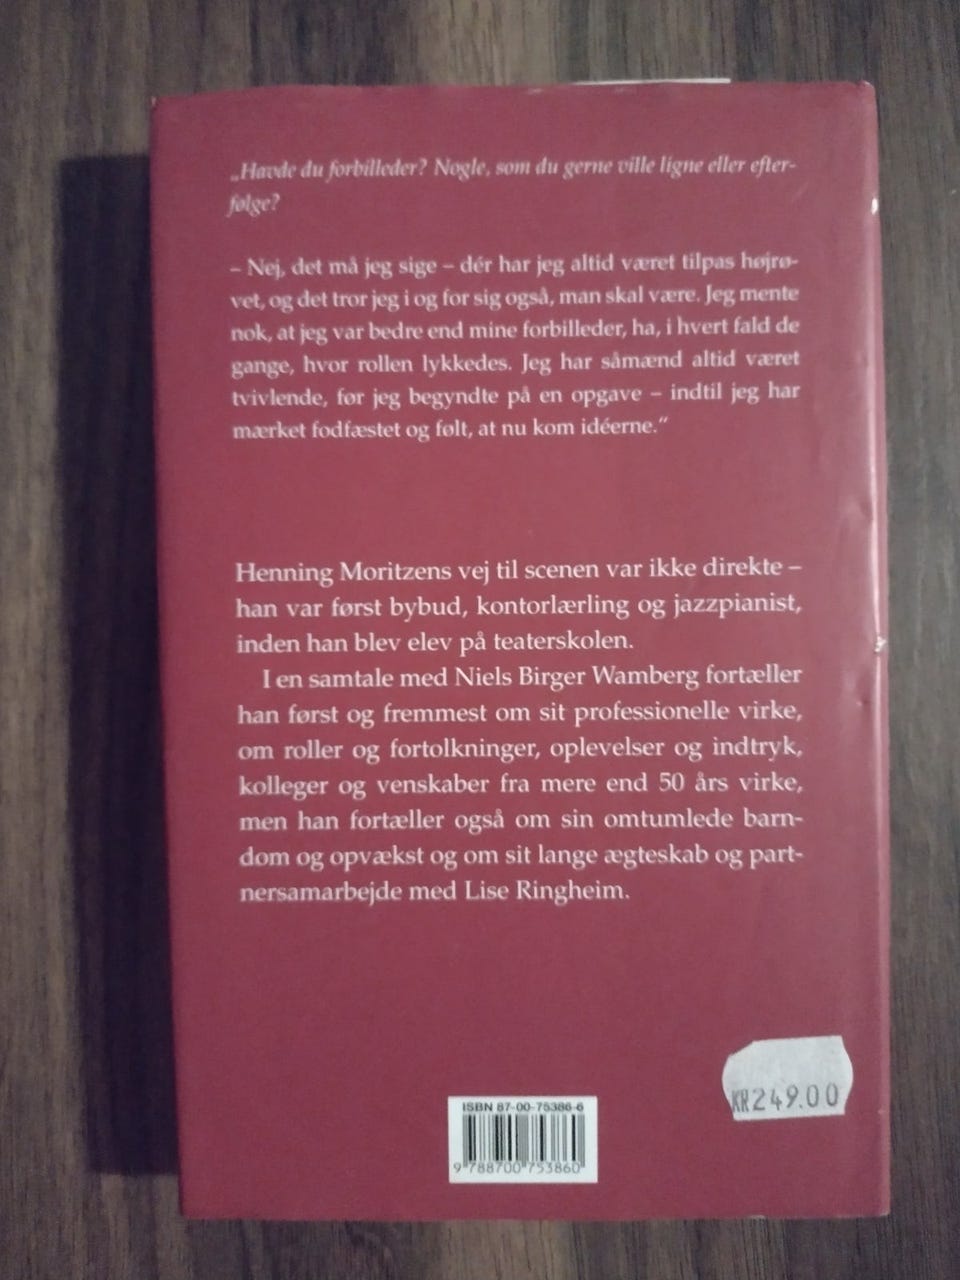 „Havde du forbilleder? Nogle, som du gerne ville ligne eller efter-
følge?
– Nej, det må jeg sige – dér har jeg altid været tilpas højrø-
vet, og det tror jeg i og for sig også, man skal være. Jeg mente
nok, at jeg var bedre end mine forbilleder, ha, i hvert fald de
gange, hvor rollen lykkedes. Jeg har såmænd altid været
tvivlende, før jeg begyndte på en opgave – indtil jeg har
mærket fodfæstet og følt, at nu kom idéerne.“
Henning Moritzens vej til scenen var ikke direkte –
han var først bybud, kontorlærling og jazzpianist,
inden han blev elev på teaterskolen.
I en samtale med Niels Birger Wamberg fortæller
han først og fremmest om sit professionelle virke,
om roller og fortolkninger, oplevelser og indtryk,
kolleger og venskaber fra mere end 50 års virke,
men han fortæller også om sin omtumlede barn-
dom og opvækst og om sit lange ægteskab og part-
nersamarbejde med Lise Ringheim.
KR249.00
ISBN 87-00-75386-6
9 788700 753860